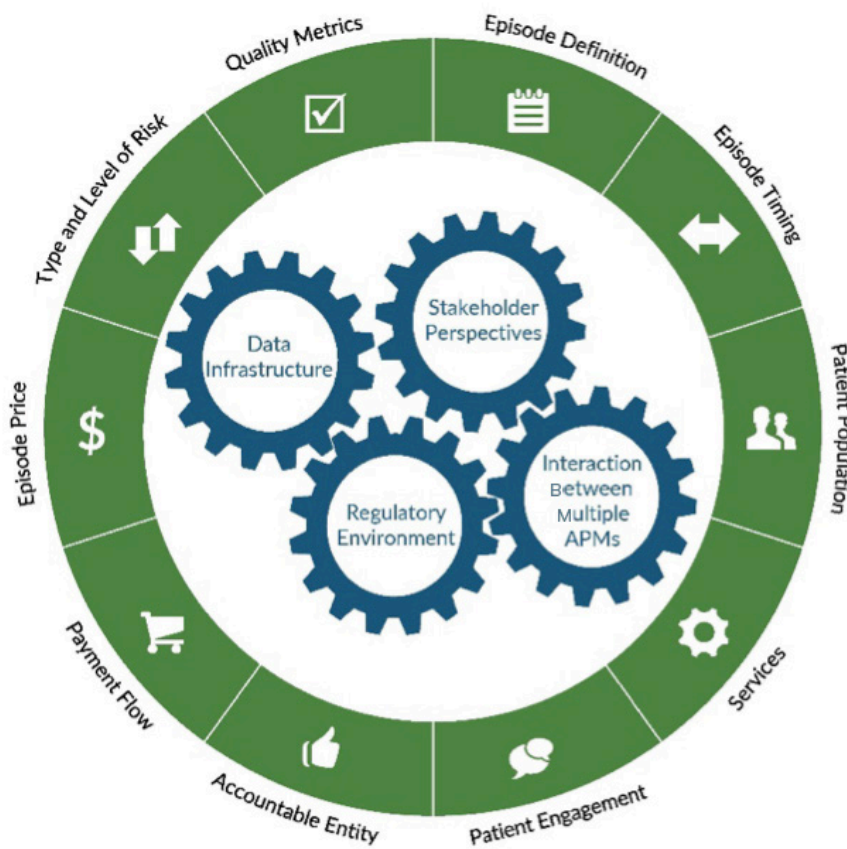 Quality Metrics
Episode Definition
Type and Level of Risk
Episode Timing
Stakeholder
Perspectives
Data
Infrastructure
Patient Population
Episode Price
$
Interaction
Between
Multiple
APMs
Regulatory
Environment
Payment Flow
Services
Accountable Entity
Patient Engagement